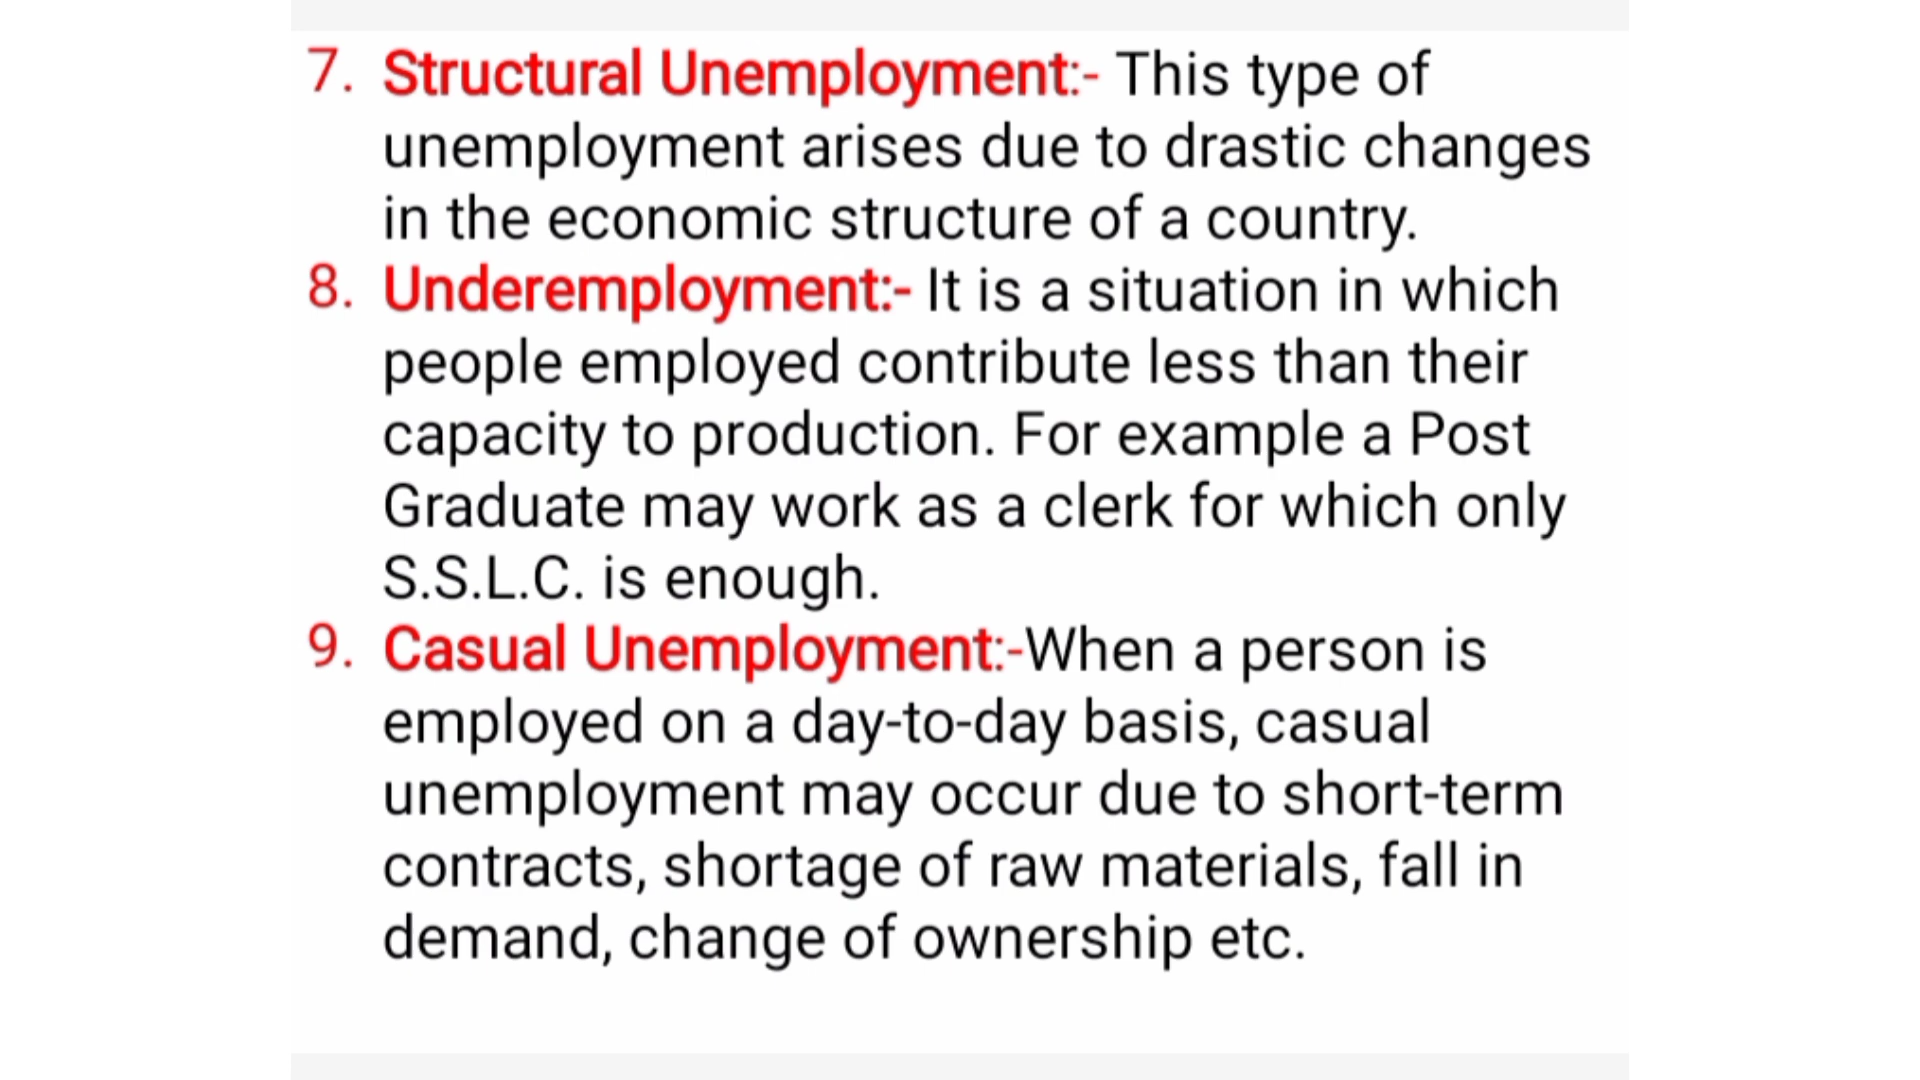 7. Structural Unemployment:- This type of
unemployment arises due to drastic changes
in the economic structure of a country.
8. Underemployment:- It is a situation in which
people employed contribute less than their
capacity to production. For example a Post
Graduate may work as a clerk for which only
S.S.L.C. is enough.
9. Casual Unemployment:-When a person is
employed on a day-to-day basis, casual
unemployment may occur due to short-term
contracts, shortage of raw materials, fall in
demand, change of ownership etc.